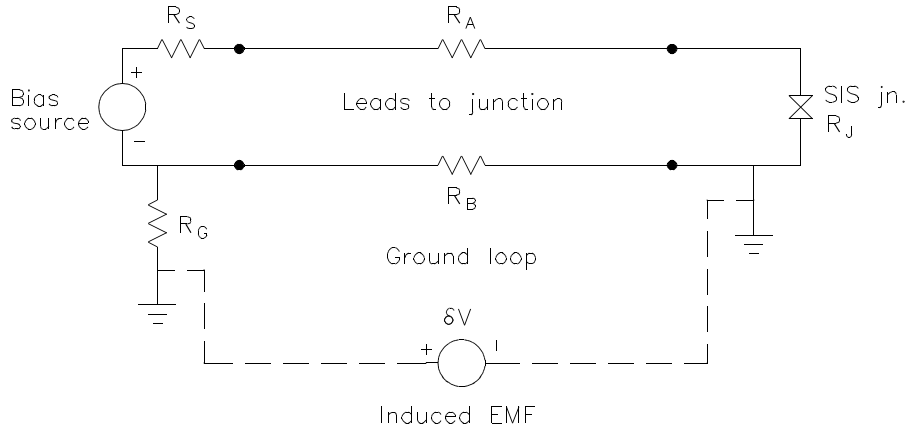 R_S
R_A
+
Bias
source
Leads to junction
SIS jn.
R_J
−
R_B
R_G
Ground loop
δV
+
Induced EMF